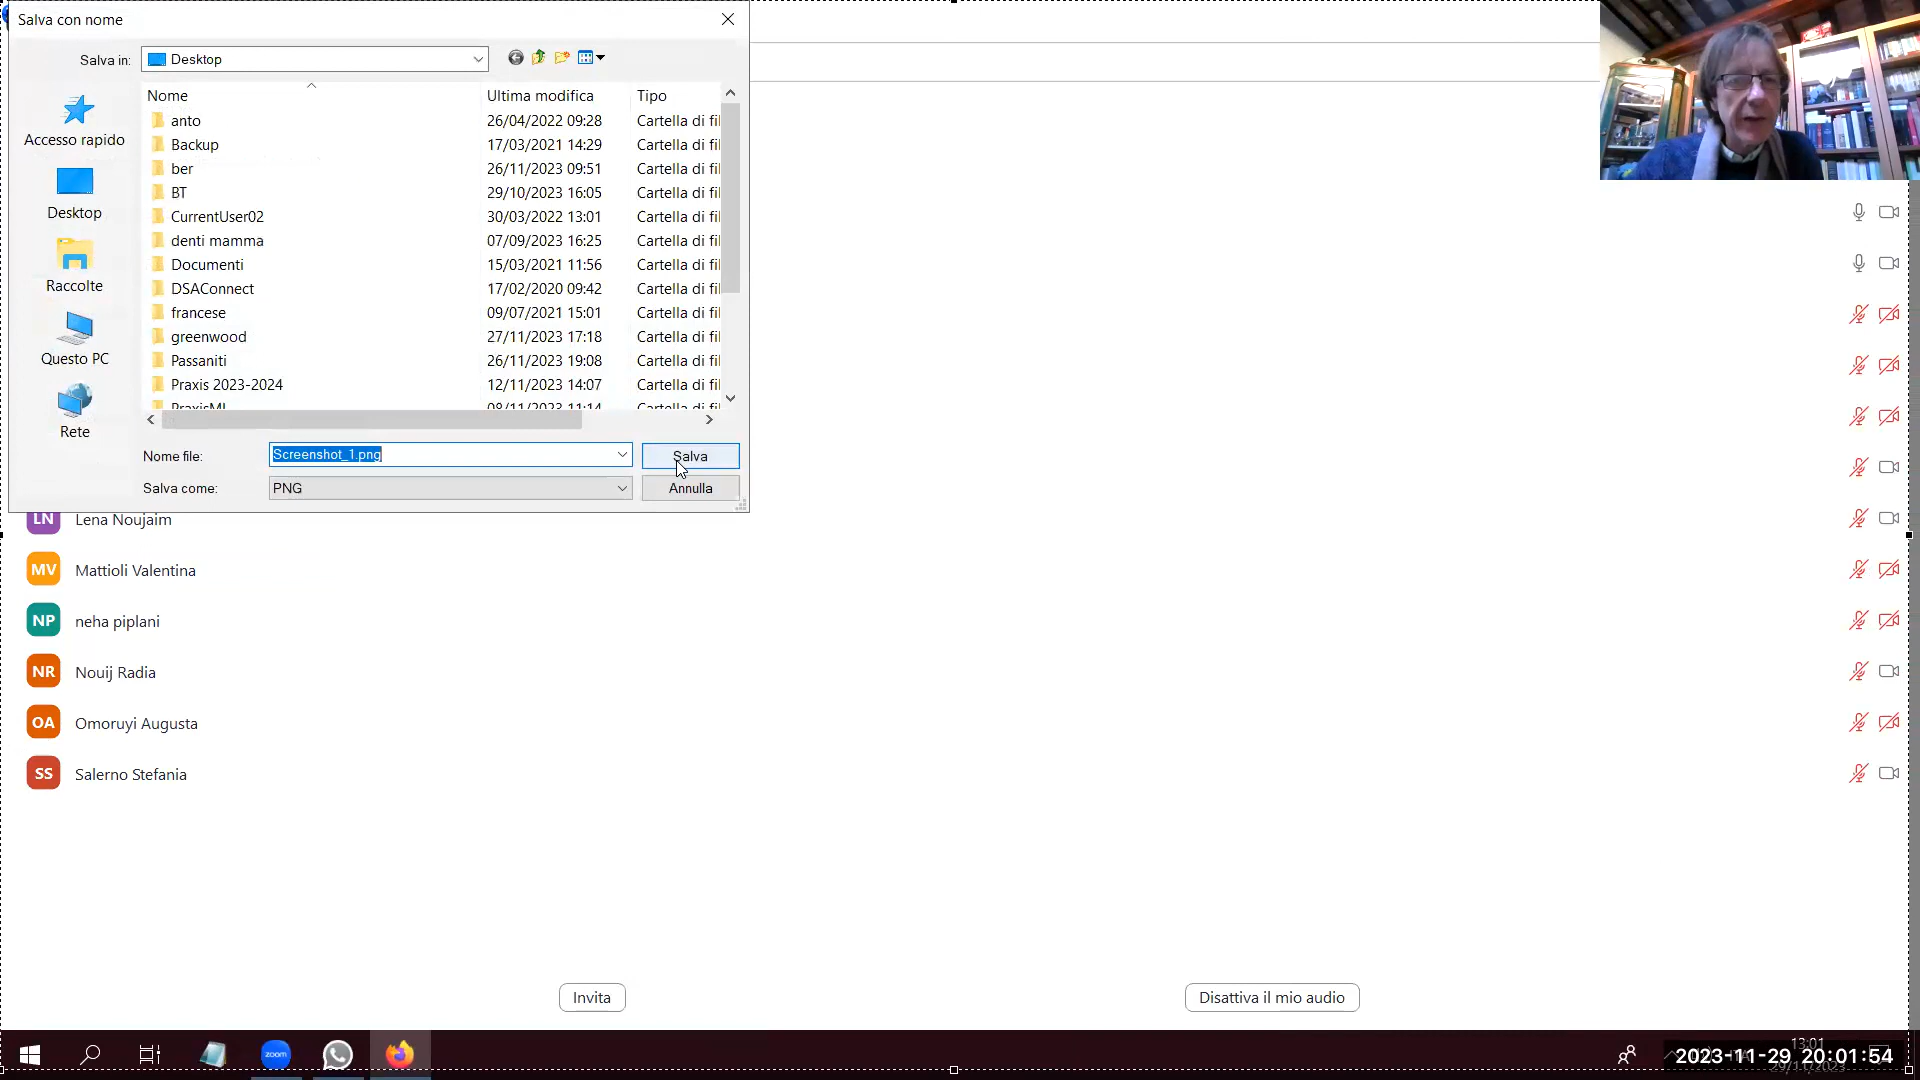 Salva con nome
Salva in: Desktop
Nome Ultima modifica Tipo
anto 26/04/2022 09:28 Cartella di fil
Backup 17/03/2021 14:29 Cartella di fil
ber 26/11/2023 09:51 Cartella di fil
BT 29/10/2023 16:05 Cartella di fil
CurrentUser02 30/03/2022 13:01 Cartella di fil
denti mamma 07/09/2023 16:25 Cartella di fil
Documenti 15/03/2021 11:56 Cartella di fil
DSAConnect 17/02/2020 09:42 Cartella di fil
francese 09/07/2021 15:01 Cartella di fil
greenwood 27/11/2023 17:18 Cartella di fil
Passaniti 26/11/2023 19:08 Cartella di fil
Praxis 2023-2024 12/11/2023 14:07 Cartella di fil
PraxisMI 08/11/2023 11:14 Cartella di fil
Accesso rapido
Desktop
Raccolte
Questo PC
Rete
Nome file: Screenshot_1.png Salva
Salva come: PNG Annulla
LN Lena Noujaim
MV Mattioli Valentina
NP neha piplani
NR Nouij Radia
OA Omoruyi Augusta
SS Salerno Stefania
Invita Disattiva il mio audio
zoom
13:01
2023-11-29 20:01:54
29/11/2023